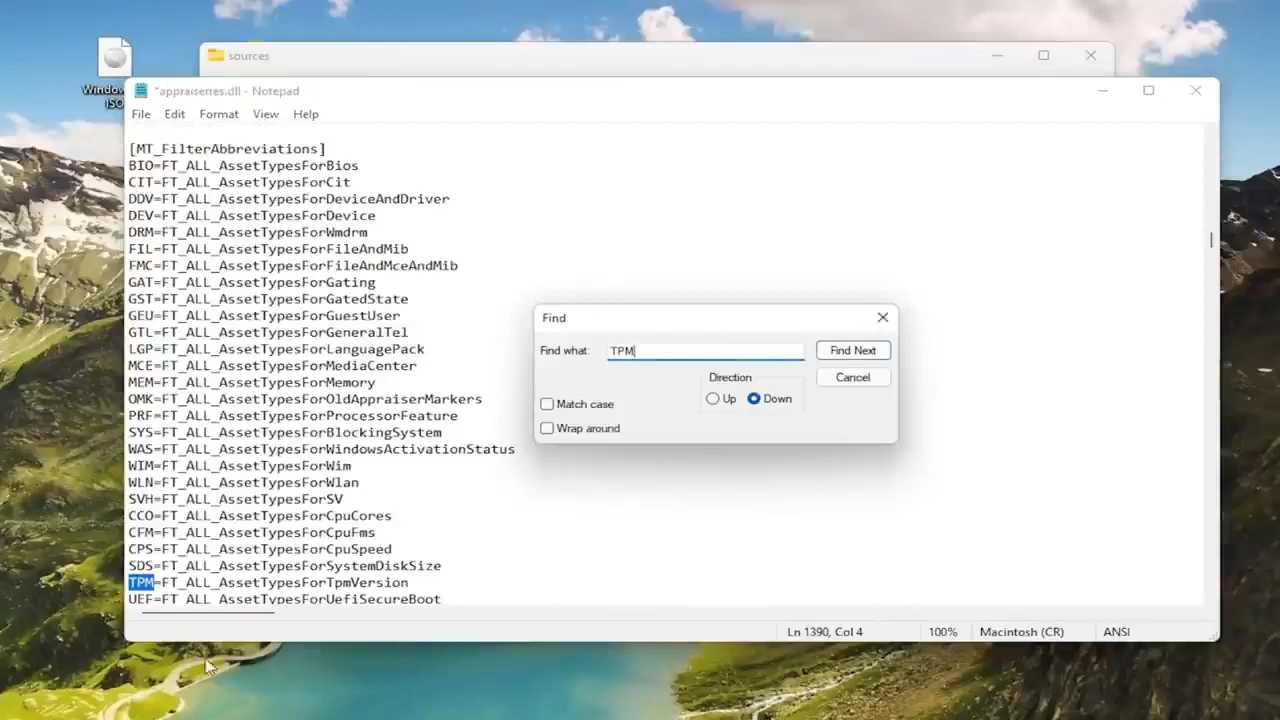 sources
Windows
ISO
*appraiserres.dll - Notepad
File Edit Format View Help
[MT_FilterAbbreviations]
BIO=FT_ALL_AssetTypesForBios
CIT=FT_ALL_AssetTypesForCit
DDV=FT_ALL_AssetTypesForDeviceAndDriver
DEV=FT_ALL_AssetTypesForDevice
DRM=FT_ALL_AssetTypesForWmdrm
FIL=FT_ALL_AssetTypesForFileAndMib
FMC=FT_ALL_AssetTypesForFileAndMceAndMib
GAT=FT_ALL_AssetTypesForGating
GST=FT_ALL_AssetTypesForGatedState
GEU=FT_ALL_AssetTypesForGuestUser
GTL=FT_ALL_AssetTypesForGeneralTel
LGP=FT_ALL_AssetTypesForLanguagePack
MCE=FT_ALL_AssetTypesForMediaCenter
MEM=FT_ALL_AssetTypesForMemory
OMK=FT_ALL_AssetTypesForOldAppraiserMarkers
PRF=FT_ALL_AssetTypesForProcessorFeature
SYS=FT_ALL_AssetTypesForBlockingSystem
WAS=FT_ALL_AssetTypesForWindowsActivationStatus
WIM=FT_ALL_AssetTypesForWim
WLN=FT_ALL_AssetTypesForWlan
SVH=FT_ALL_AssetTypesForSV
CCO=FT_ALL_AssetTypesForCpuCores
CFM=FT_ALL_AssetTypesForCpuFms
CPS=FT_ALL_AssetTypesForCpuSpeed
SDS=FT_ALL_AssetTypesForSystemDiskSize
TPM=FT_ALL_AssetTypesForTpmVersion
UEF=FT_ALL_AssetTypesForUefiSecureBoot
Find
Find what: TPM Find Next
Direction Cancel
Up Down
Match case
Wrap around
Ln 1390, Col 4 100% Macintosh (CR) ANSI